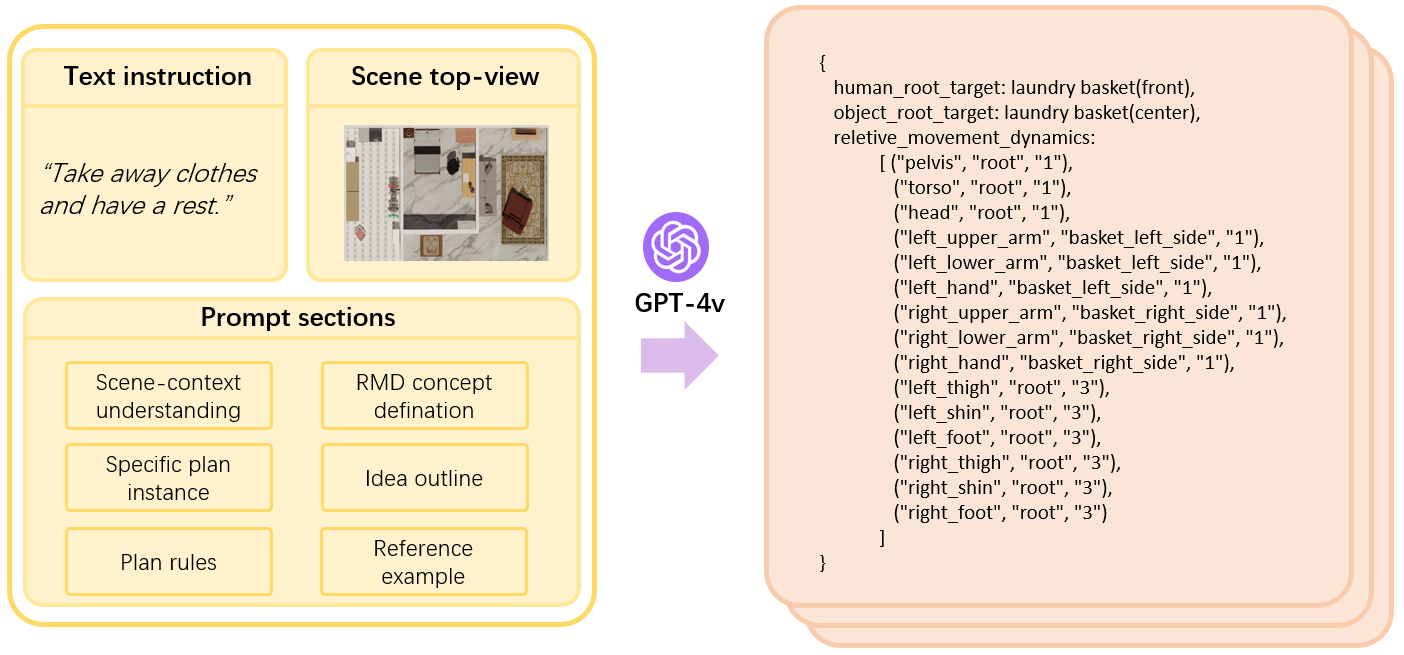 Text instruction
Scene top-view
“Take away clothes
and have a rest.”
Prompt sections
Scene-context
understanding
RMD concept
defination
Specific plan
instance
Idea outline
Plan rules
Reference
example
GPT-4v
{
human_root_target: laundry basket(front),
object_root_target: laundry basket(center),
reletive_movement_dynamics:
[ ("pelvis", "root", "1"),
("torso", "root", "1"),
("head", "root", "1"),
("left_upper_arm", "basket_left_side", "1"),
("left_lower_arm", "basket_left_side", "1"),
("left_hand", "basket_left_side", "1"),
("right_upper_arm", "basket_right_side", "1"),
("right_lower_arm", "basket_right_side", "1"),
("right_hand", "basket_right_side", "1"),
("left_thigh", "root", "3"),
("left_shin", "root", "3"),
("left_foot", "root", "3"),
("right_thigh", "root", "3"),
("right_shin", "root", "3"),
("right_foot", "root", "3")
]
}